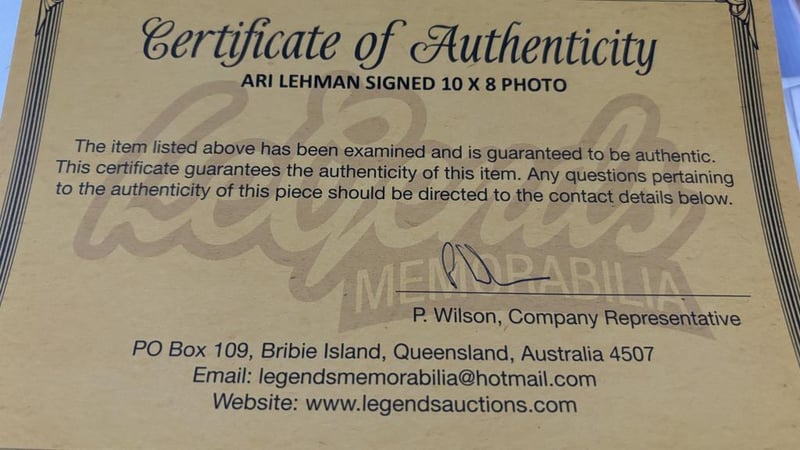 Certificate of Authenticity
ARI LEHMAN SIGNED 10 X 8 PHOTO
Legends
MEMORABILIA
The item listed above has been examined and is guaranteed to be authentic.
This certificate guarantees the authenticity of this item. Any questions pertaining
to the authenticity of this piece should be directed to the contact details below.
P. Wilson, Company Representative
PO Box 109, Bribie Island, Queensland, Australia 4507
Email: legendsmemorabilia@hotmail.com
Website: www.legendsauctions.com